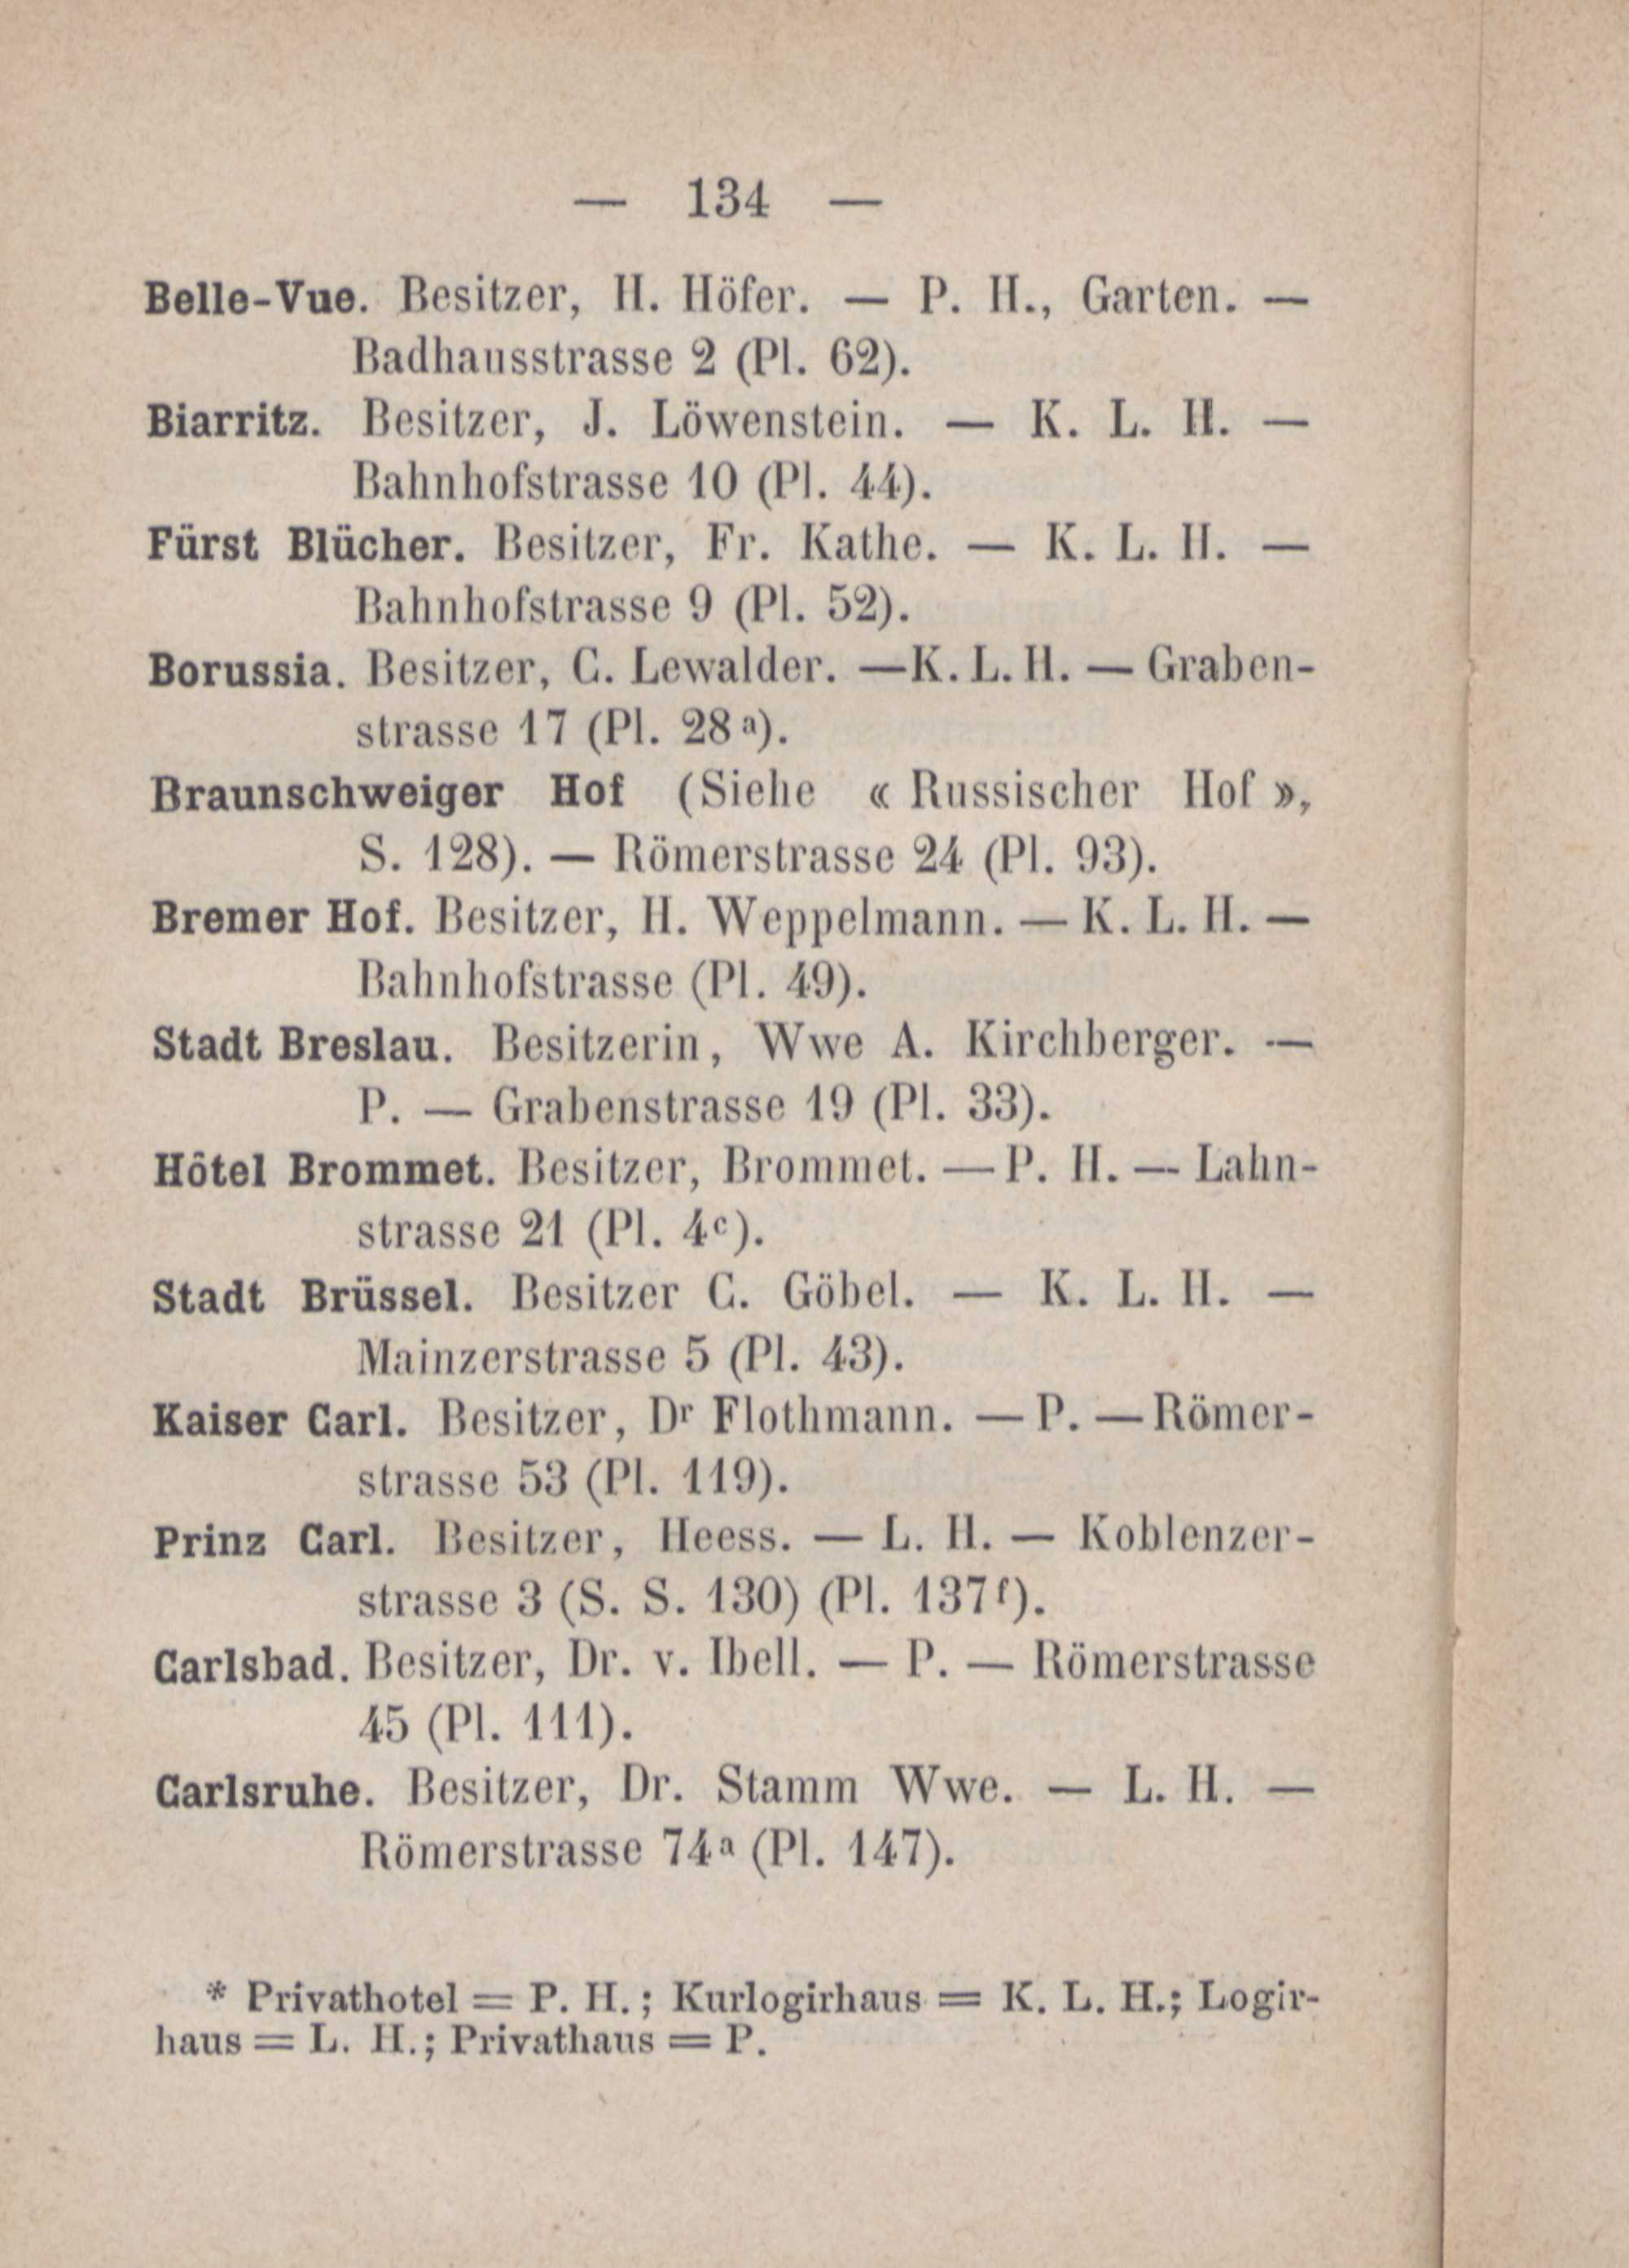 — 134 —
Belle-Vue. Besitzer, H. Höfer. — P. H., Garten. —
Badhausstrasse 2 (Pl. 62).
Biarritz. Besitzer, J. Löwenstein. — K. L. H. —
Bahnhofstrasse 10 (Pl. 44).
Fürst Blücher. Besitzer, Fr. Kathe. — K. L. H. —
Bahnhofstrasse 9 (Pl. 52).
Borussia. Besitzer, C. Lewalder. —K. L. H. — Graben-
strasse 17 (Pl. 28ª).
Braunschweiger Hof (Siehe « Russischer Hof »,
S. 128). — Römerstrasse 24 (Pl. 93).
Bremer Hof. Besitzer, H. Weppelmann. — K. L. H. —
Bahnhofstrasse (Pl. 49).
Stadt Breslau. Besitzerin, Wwe A. Kirchberger. —
P. — Grabenstrasse 19 (Pl. 33).
Hôtel Brommet. Besitzer, Brommet. — P. H. — Lahn-
strasse 21 (Pl. 4ᶜ).
Stadt Brüssel. Besitzer C. Göbel. — K. L. H. —
Mainzerstrasse 5 (Pl. 43).
Kaiser Carl. Besitzer, Dʳ Flothmann. — P. — Römer-
strasse 53 (Pl. 119).
Prinz Carl. Besitzer, Heess. — L. H. — Koblenzer-
strasse 3 (S. S. 130) (Pl. 137ᶠ).
Carlsbad. Besitzer, Dr. v. Ibell. — P. — Römerstrasse
45 (Pl. 111).
Carlsruhe. Besitzer, Dr. Stamm Wwe. — L. H. —
Römerstrasse 74ª (Pl. 147).
* Privathotel = P. H.; Kurlogirhaus = K. L. H.; Logir-
haus = L. H.; Privathaus = P.